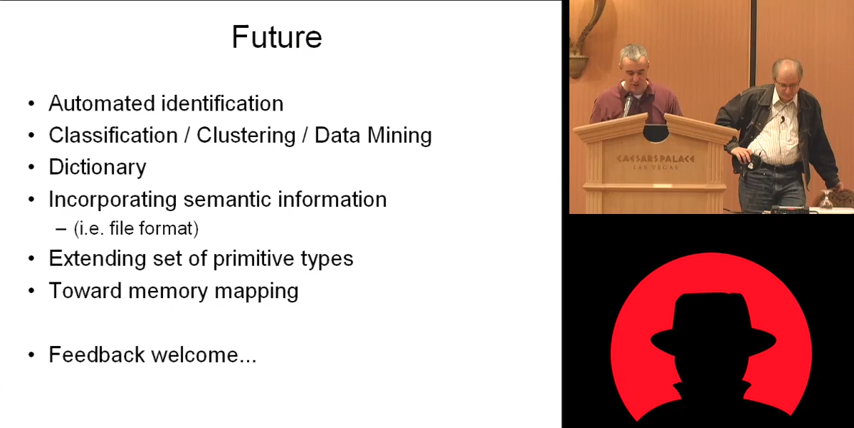 Future
• Automated identification
• Classification / Clustering / Data Mining
• Dictionary
• Incorporating semantic information
– (i.e. file format)
• Extending set of primitive types
• Toward memory mapping
• Feedback welcome...
CAESARS PALACE
LAS VEGAS